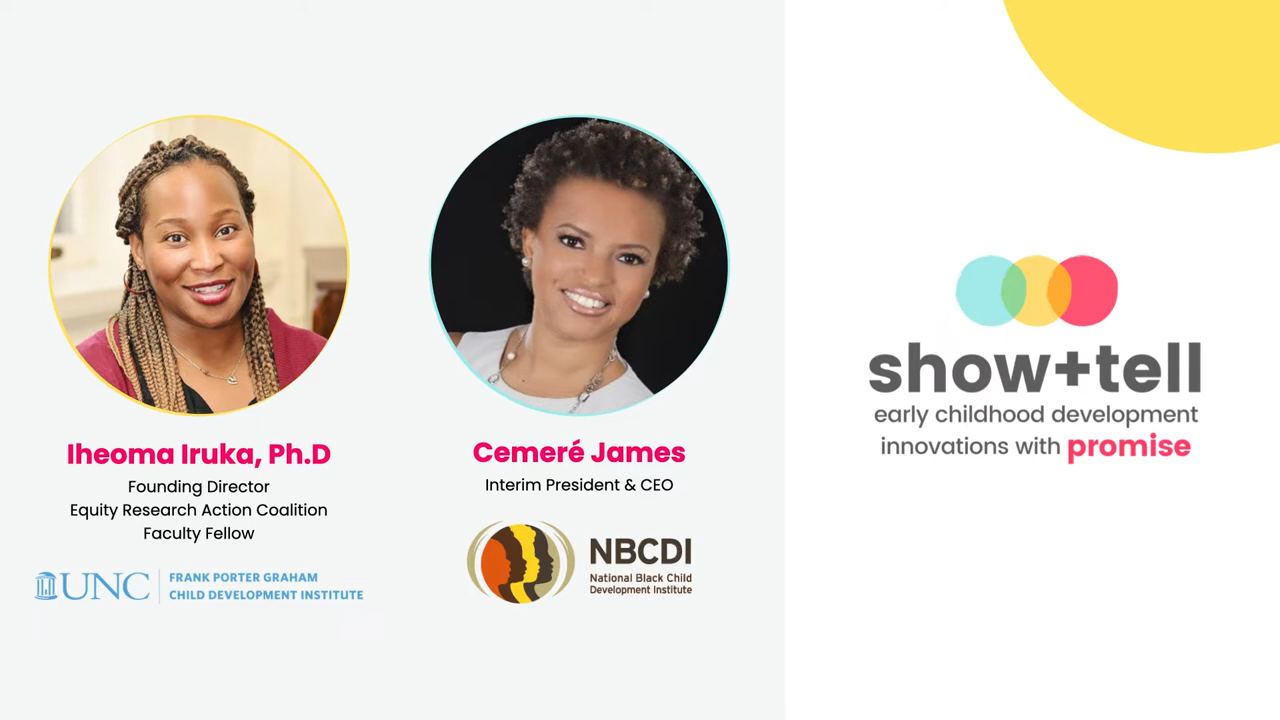 Iheoma Iruka, Ph.D
Founding Director
Equity Research Action Coalition
Faculty Fellow
UNC
FRANK PORTER GRAHAM
CHILD DEVELOPMENT INSTITUTE
Cemeré James
Interim President & CEO
NBCDI
National Black Child
Development Institute
show+tell
early childhood development
innovations with promise